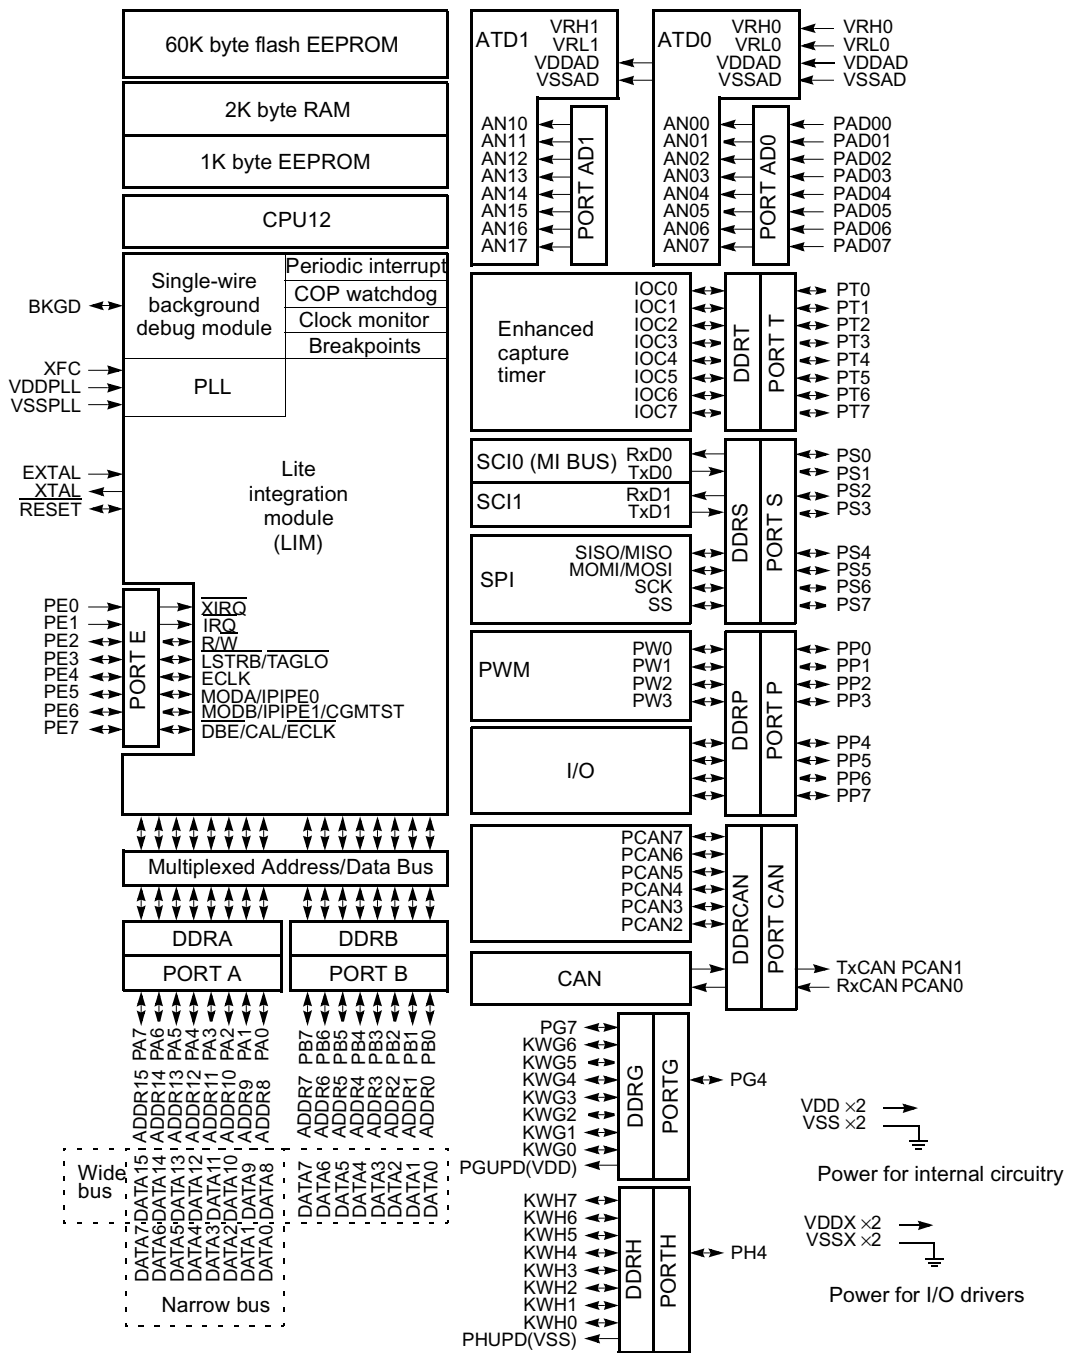 60K byte flash EEPROM
2K byte RAM
1K byte EEPROM
CPU12
Single-wire
background
debug module
Periodic interrupt
COP watchdog
Clock monitor
Breakpoints
BKGD
XFC
VDDPLL
VSSPLL
PLL
EXTAL
XTAL
RESET
Lite
integration
module
(LIM)
PE0
PE1
PE2
PE3
PE4
PE5
PE6
PE7
PORT E
XIRQ
IRQ
R/W
LSTRB/TAGLO
ECLK
MODA/IPIPE0
MODB/IPIPE1/CGMTST
DBE/CAL/ECLK
Multiplexed Address/Data Bus
DDRA
DDRB
PORT A
PORT B
PA7
PA6
PA5
PA4
PA3
PA2
PA1
PA0
PB7
PB6
PB5
PB4
PB3
PB2
PB1
PB0
ADDR15
ADDR14
ADDR13
ADDR12
ADDR11
ADDR10
ADDR9
ADDR8
ADDR7
ADDR6
ADDR5
ADDR4
ADDR3
ADDR2
ADDR1
ADDR0
Wide
bus
DATA15
DATA14
DATA13
DATA12
DATA11
DATA10
DATA9
DATA8
DATA7
DATA6
DATA5
DATA4
DATA3
DATA2
DATA1
DATA0
DATA7
DATA6
DATA5
DATA4
DATA3
DATA2
DATA1
DATA0
Narrow bus
ATD1
VRH1
VRL1
ATD0
VRH0
VRL0
VDDAD
VSSAD
VRH0
VRL0
VDDAD
VSSAD
AN10
AN11
AN12
AN13
AN14
AN15
AN16
AN17
PORT AD1
AN00
AN01
AN02
AN03
AN04
AN05
AN06
AN07
PORT AD0
PAD00
PAD01
PAD02
PAD03
PAD04
PAD05
PAD06
PAD07
Enhanced
capture
timer
IOC0
IOC1
IOC2
IOC3
IOC4
IOC5
IOC6
IOC7
DDRT
PORT T
PT0
PT1
PT2
PT3
PT4
PT5
PT6
PT7
SCI0 (MI BUS)
RxD0
TxD0
SCI1
RxD1
TxD1
SPI
SISO/MISO
MOMI/MOSI
SCK
SS
DDRS
PORT S
PS0
PS1
PS2
PS3
PS4
PS5
PS6
PS7
PWM
PW0
PW1
PW2
PW3
I/O
DDRP
PORT P
PP0
PP1
PP2
PP3
PP4
PP5
PP6
PP7
PCAN7
PCAN6
PCAN5
PCAN4
PCAN3
PCAN2
CAN
DDRCAN
PORT CAN
TxCAN PCAN1
RxCAN PCAN0
PG7
KWG6
KWG5
KWG4
KWG3
KWG2
KWG1
KWG0
PGUPD(VDD)
DDRG
PORTG
PG4
KWH7
KWH6
KWH5
KWH4
KWH3
KWH2
KWH1
KWH0
PHUPD(VSS)
DDRH
PORTH
PH4
VDD ×2
VSS ×2
Power for internal circuitry
VDDX ×2
VSSX ×2
Power for I/O drivers